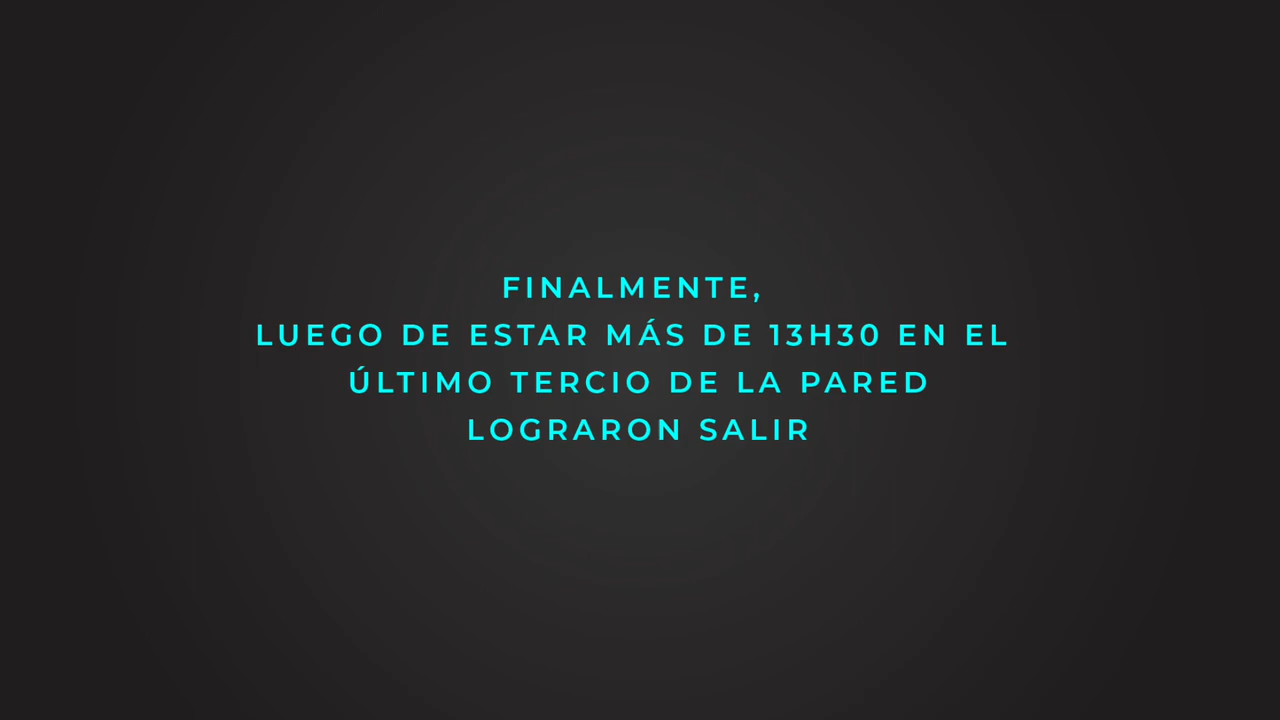 FINALMENTE,
LUEGO DE ESTAR MÁS DE 13H30 EN EL
ÚLTIMO TERCIO DE LA PARED
LOGRARON SALIR